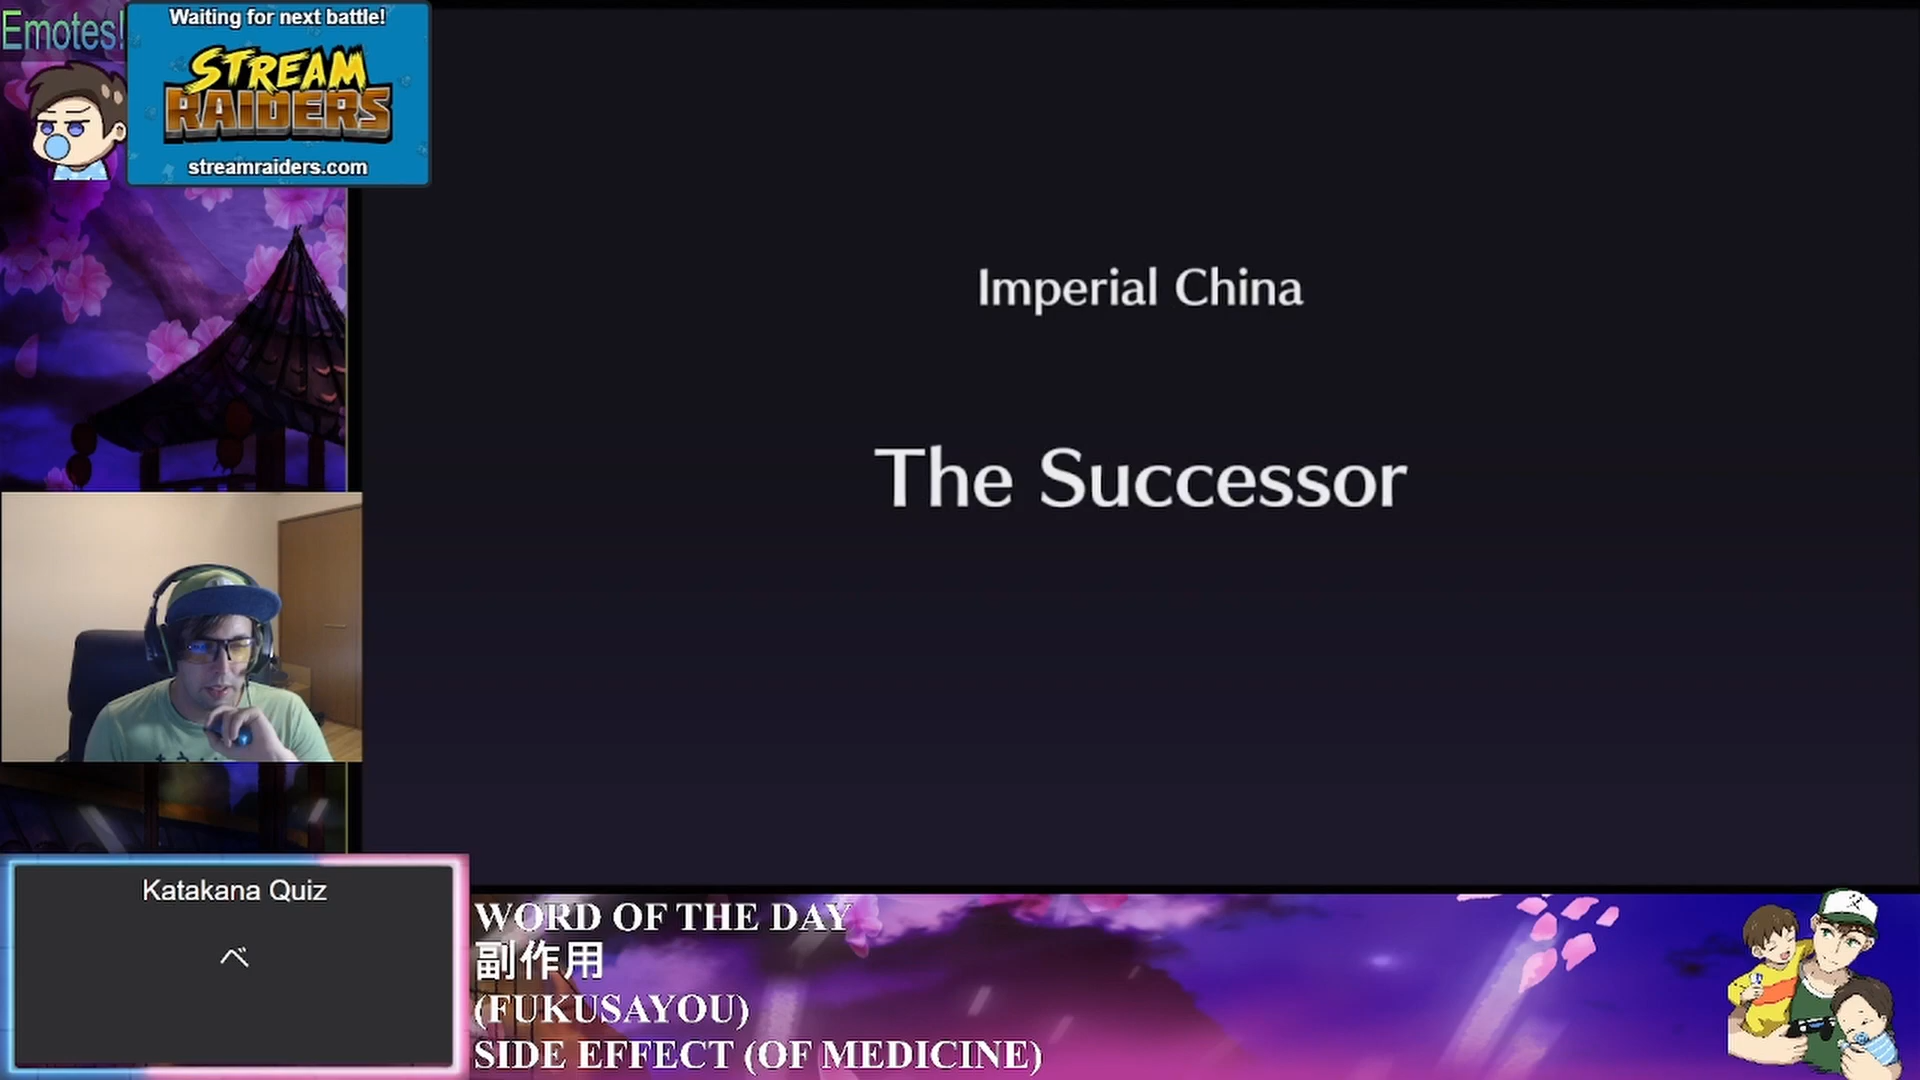 Emotes!
Waiting for next battle!
STREAM
RAIDERS
streamraiders.com
Imperial China
The Successor
Katakana Quiz
ベ
WORD OF THE DAY
副作用
(FUKUSAYOU)
SIDE EFFECT (OF MEDICINE)